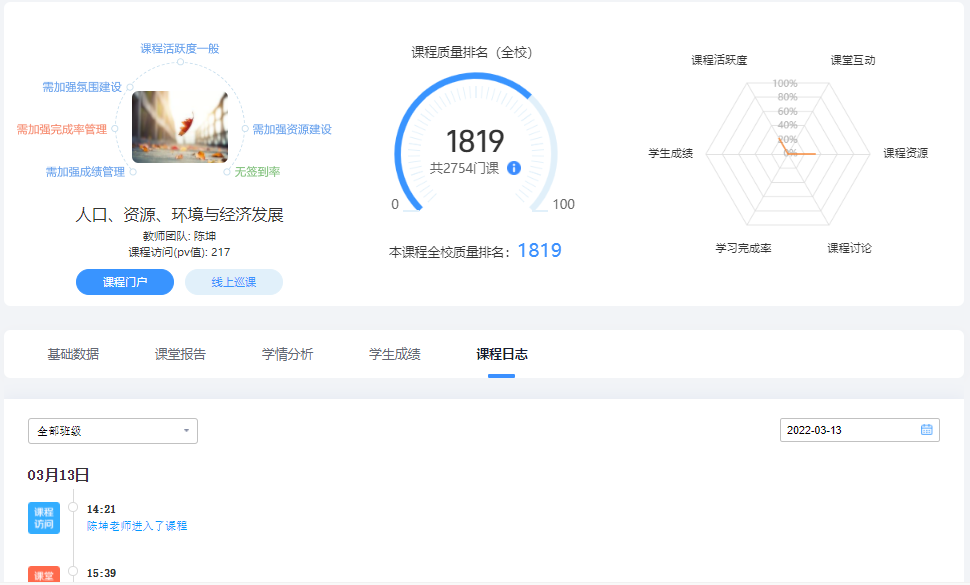 课程活跃度一般
需加强氛围建设
需加强完成率管理
需加强资源建设
需加强成绩管理
无签到率
人口、资源、环境与经济发展
教师团队: 陈坤
课程访问(pv值): 217
课程门户
线上巡课
课程质量排名（全校）
1819
共2754门课
0
100
本课程全校质量排名：1819
课程活跃度
课堂互动
100%
80%
60%
40%
20%
0%
学生成绩
课程资源
学习完成率
课程讨论
基础数据
课堂报告
学情分析
学生成绩
课程日志
全部班级
2022-03-13
03月13日
课程
访问
14:21
陈坤老师进入了课程
课堂
15:39